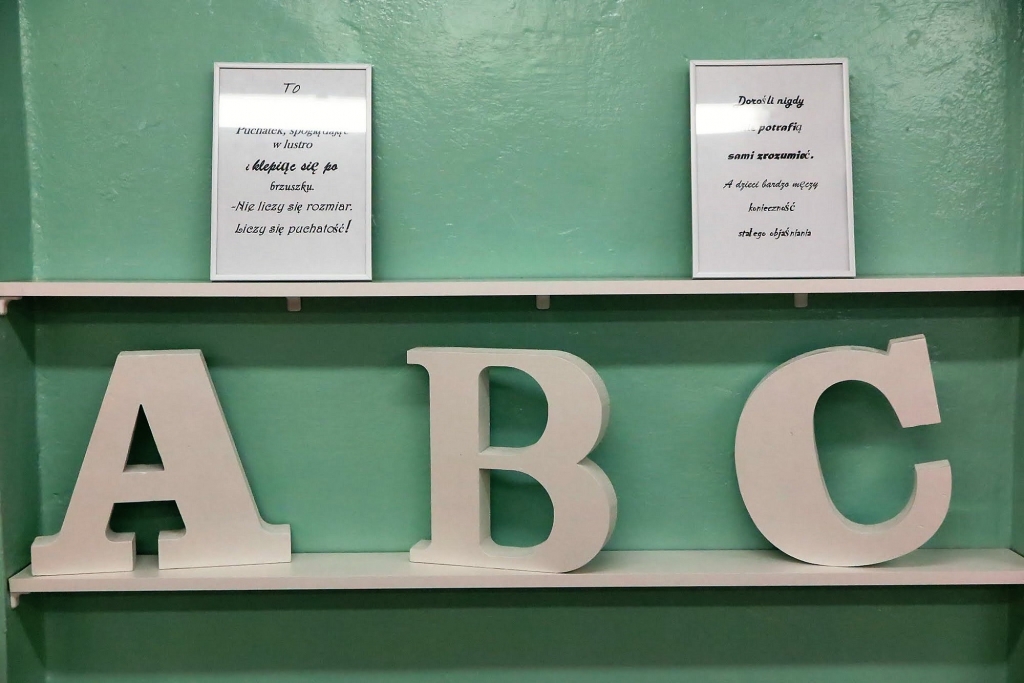 To
Puchatek, spoglądając
w lustro
i klepiąc się po
brzuszku.
-Nie liczy się rozmiar.
Liczy się puchatość!
Dorośli nigdy
potrafią
sami zrozumieć.
A dzieci bardzo męczy
konieczność
stałego objaśniania
A B C